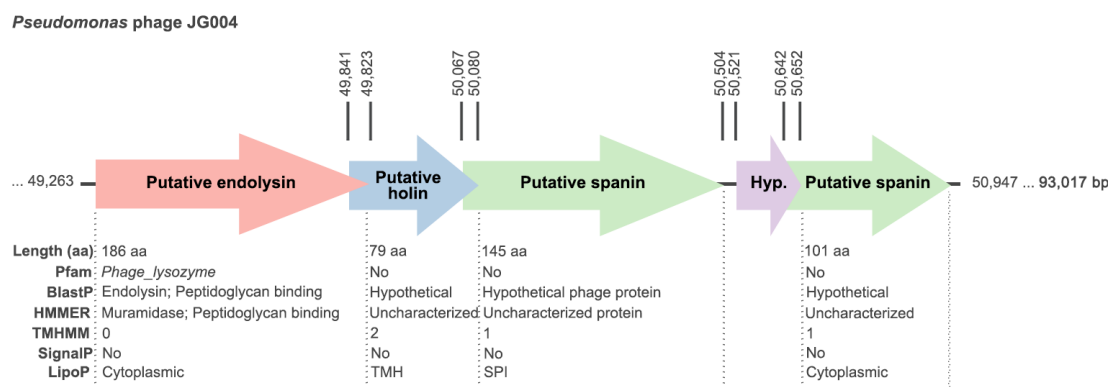 Pseudomonas phage JG004
49,841
49,823
50,067
50,080
50,504
50,521
50,642
50,652
... 49,263
Putative endolysin
Putative
holin
Putative spanin
Hyp.
Putative spanin
50,947 ... 93,017 bp
Length (aa) 186 aa 79 aa 145 aa 101 aa
Pfam Phage_lysozyme No No No
BlastP Endolysin; Peptidoglycan binding Hypothetical Hypothetical phage protein Hypothetical
HMMER Muramidase; Peptidoglycan binding Uncharacterized Uncharacterized protein Uncharacterized
TMHMM 0 2 1 1
SignalP No No No No
LipoP Cytoplasmic TMH SPI Cytoplasmic